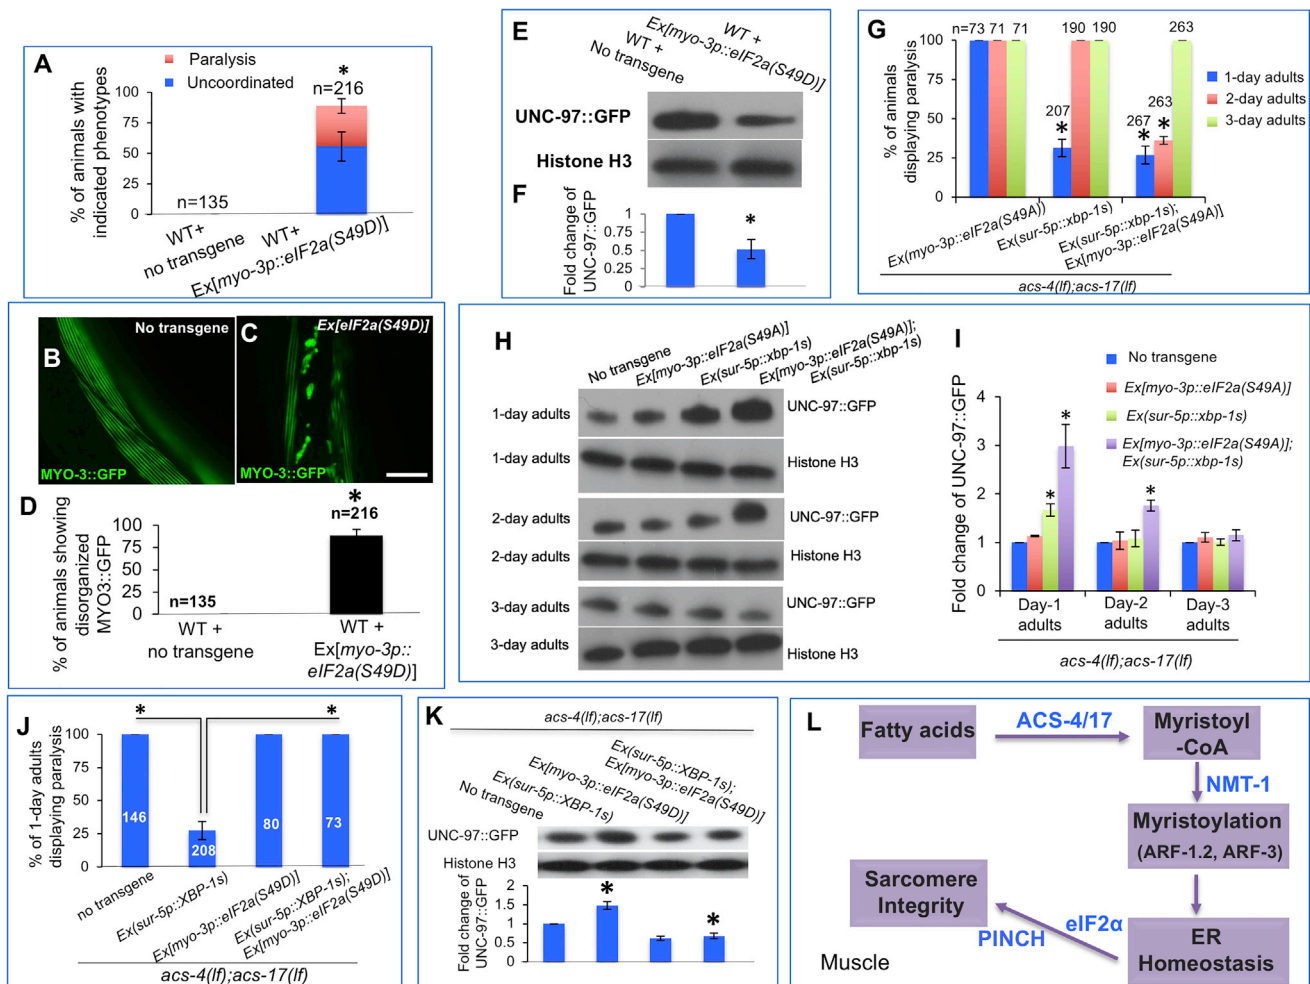 A
Paralysis
Uncoordinated
*
n=216
% of animals with
indicated phenotypes
100
75
50
25
0
n=135
WT+
no transgene
WT+
Ex[myo-3p::eIF2a(S49D)]
B
No transgene
MYO-3::GFP
C
Ex[eIF2a(S49D)]
MYO-3::GFP
D
% of animals showing
disorganized
MYO3::GFP
100
75
50
25
0
n=135
*
n=216
WT +
no transgene
WT +
Ex[myo-3p::
eIF2a(S49D)]
E
WT +
No transgene
WT +
Ex[myo-3p::eIF2a(S49D)]
UNC-97::GFP
Histone H3
F
Fold change of
UNC-97::GFP
1
0.75
0.5
0.25
0
*
G
% of animals
displaying paralysis
100
75
50
25
0
n=73 71 71
190 190
263
207
*
267 263
* *
1-day adults
2-day adults
3-day adults
Ex(myo-3p::eIF2a(S49A))
Ex(sur-5p::xbp-1s)
Ex(sur-5p::xbp-1s);
Ex[myo-3p::eIF2a(S49A)]
acs-4(lf);acs-17(lf)
H
No transgene
Ex[myo-3p::eIF2a(S49A)]
Ex(sur-5p::xbp-1s)
Ex[myo-3p::eIF2a(S49A)];
Ex(sur-5p::xbp-1s)
1-day adults UNC-97::GFP
1-day adults Histone H3
2-day adults UNC-97::GFP
2-day adults Histone H3
3-day adults UNC-97::GFP
3-day adults Histone H3
I
No transgene
Ex[myo-3p::eIF2a(S49A)]
Ex(sur-5p::xbp-1s)
Ex[myo-3p::eIF2a(S49A)];
Ex(sur-5p::xbp-1s)
Fold change of UNC-97::GFP
4
3
2
1
0
*
*
*
Day-1
adults
Day-2
adults
Day-3
adults
acs-4(lf);acs-17(lf)
J
* *
% of 1-day adults
displaying paralysis
100
75
50
25
0
146
208
80
73
no transgene
Ex(sur-5p::XBP-1s)
Ex[myo-3p::eIF2a(S49D)]
Ex(sur-5p::XBP-1s);
Ex[myo-3p::eIF2a(S49D)]
acs-4(lf);acs-17(lf)
K
acs-4(lf);acs-17(lf)
No transgene
Ex(sur-5p::XBP-1s)
Ex[myo-3p::eIF2a(S49D)]
Ex(sur-5p::XBP-1s);
Ex[myo-3p::eIF2a(S49D)]
UNC-97::GFP
Histone H3
Fold change of
UNC-97::GFP
2
1.5
1
0.5
0
*
*
L
Fatty acids
ACS-4/17
Myristoyl
-CoA
NMT-1
Myristoylation
(ARF-1.2, ARF-3)
Sarcomere
Integrity
eIF2α
PINCH
ER
Homeostasis
Muscle